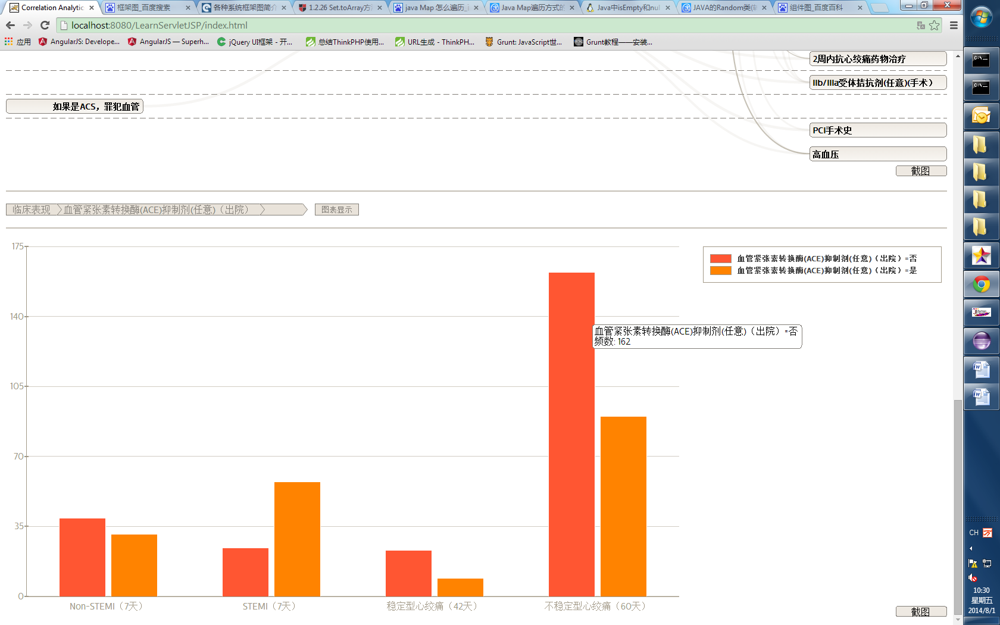 Correlation Analytic
框架图_百度搜索
各种系统框架图简介
1.2.26 Set.toArray方
java Map 怎么遍历_
Java Map遍历方式的
Java中isEmpty和nul
JAVA的Random类(
组件图_百度百科
localhost:8080/LearnServletJSP/index.html
应用
AngularJS: Develope...
AngularJS — Superh...
jQuery UI框架 - 开...
总结ThinkPHP使用...
URL生成 - ThinkPH...
Grunt: JavaScript世...
Grunt教程——安装...
2周内抗心绞痛药物治疗
IIb/IIIa受体拮抗剂(任意)(手术）
如果是ACS，罪犯血管
PCI手术史
高血压
截图
临床表现
血管紧张素转换酶(ACE)抑制剂(任意)（出院）
图表显示
175
140
105
70
35
0
血管紧张素转换酶(ACE)抑制剂(任意)（出院）=否
血管紧张素转换酶(ACE)抑制剂(任意)（出院）=是
血管紧张素转换酶(ACE)抑制剂(任意)（出院）=否
频数: 162
Non-STEMI（7天）
STEMI（7天）
稳定型心绞痛（42天）
不稳定型心绞痛（60天）
截图
CH
10:30
星期五
2014/8/1